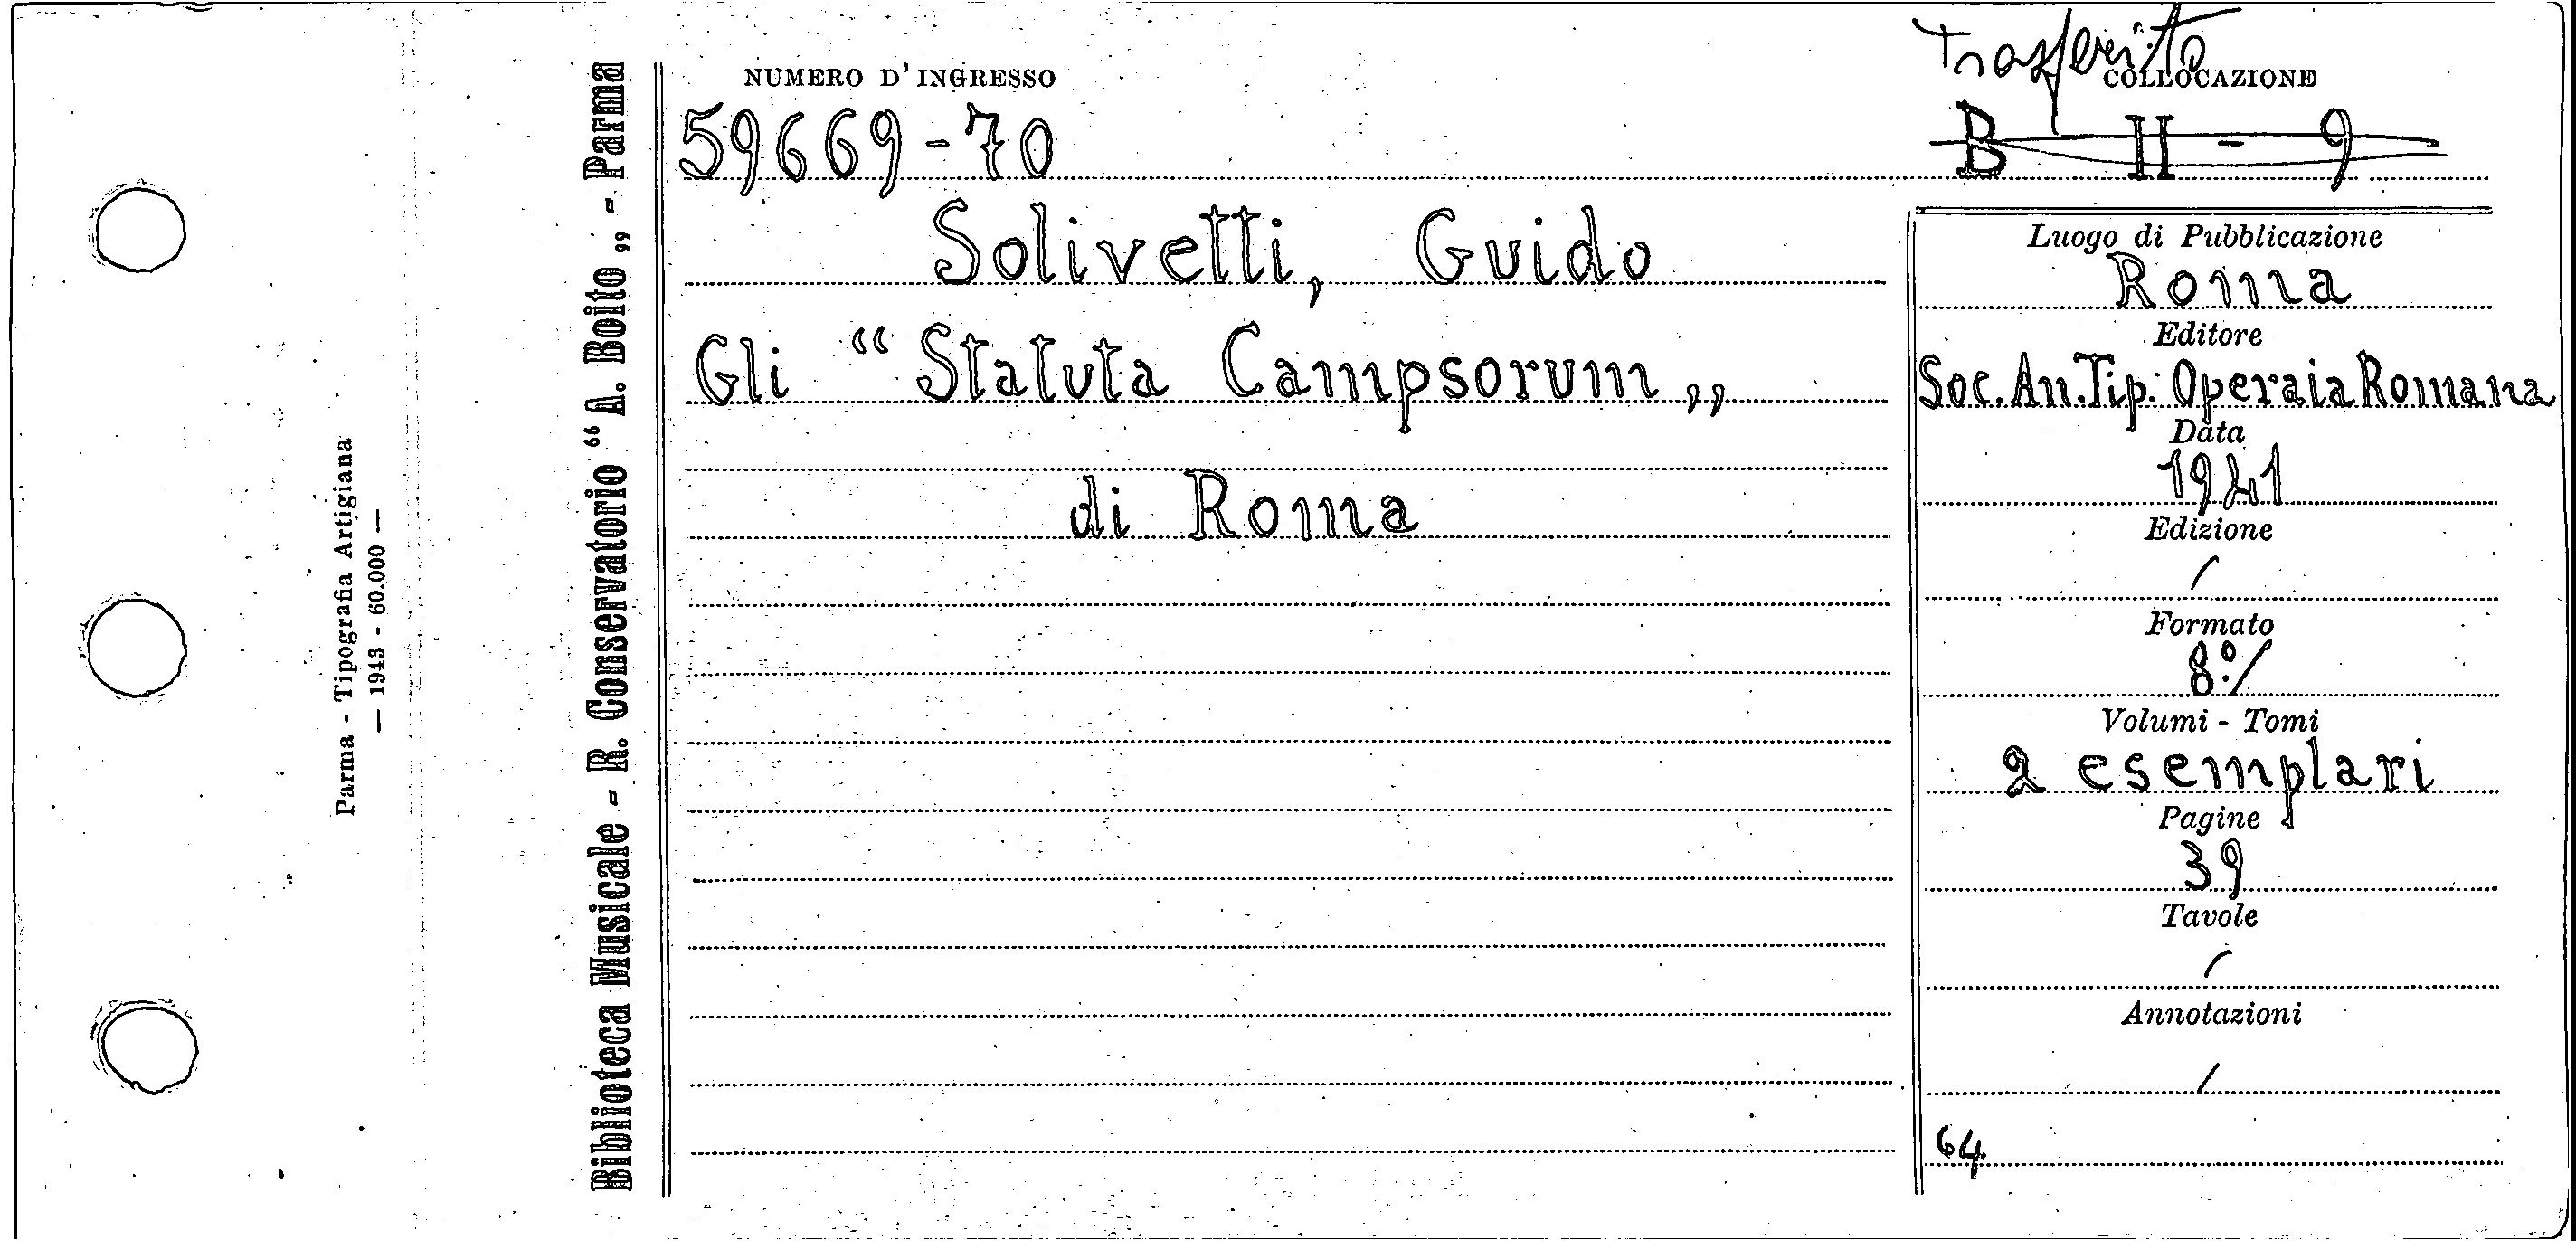 Parma - Tipografia Artigiana
— 1943 - 60.000 —
Biblioteca Musicale - R. Conservatorio “A. Boito„ - Parma
NUMERO D'INGRESSO
59669-70
Trasferito
COLLOCAZIONE
B II - 9
Solivetti, Guido
Gli “Statuta Campsorum„
di Roma
Luogo di Pubblicazione
Roma
Editore
Soc. An. Tip. Operaia Romana
Data
1941
Edizione
/
Formato
8º/
Volumi - Tomi
2 esemplari
Pagine
39
Tavole
/
Annotazioni
/
64